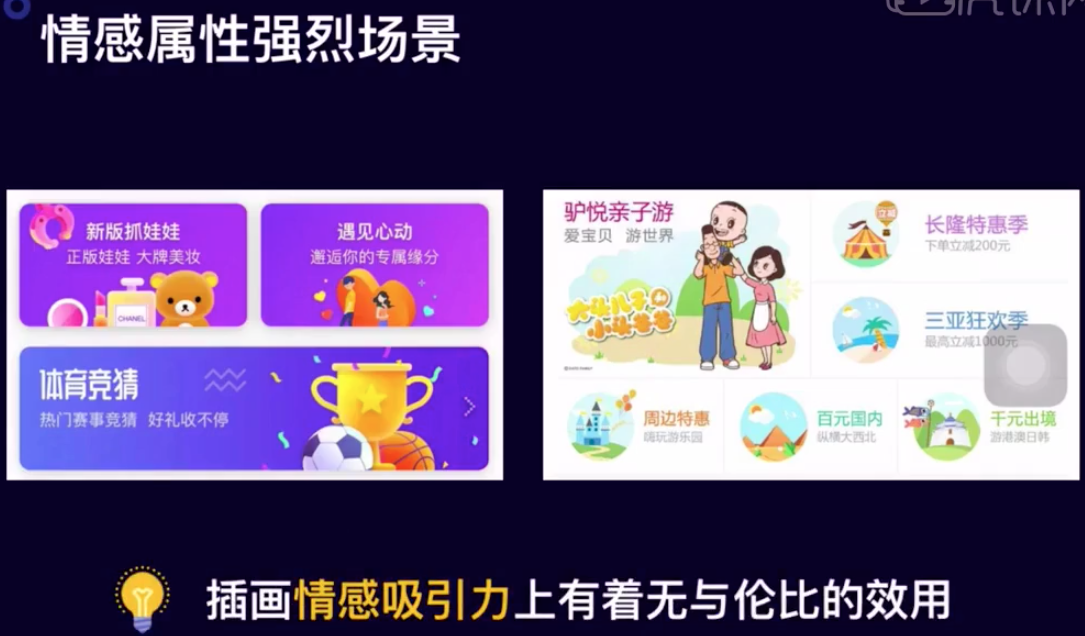 情感属性强烈场景
新版抓娃娃
正版娃娃 大牌美妆
CHANEL
遇见心动
邂逅你的专属缘分
体育竞猜
热门赛事竞猜 好礼收不停
驴悦亲子游
爱宝贝 游世界
大头儿子
小头爸爸
立减
长隆特惠季
下单立减200元
三亚狂欢季
最高立减1000元
周边特惠
嗨玩游乐园
百元国内
纵横大西北
千元出境
游港澳日韩
插画情感吸引力上有着无与伦比的效用